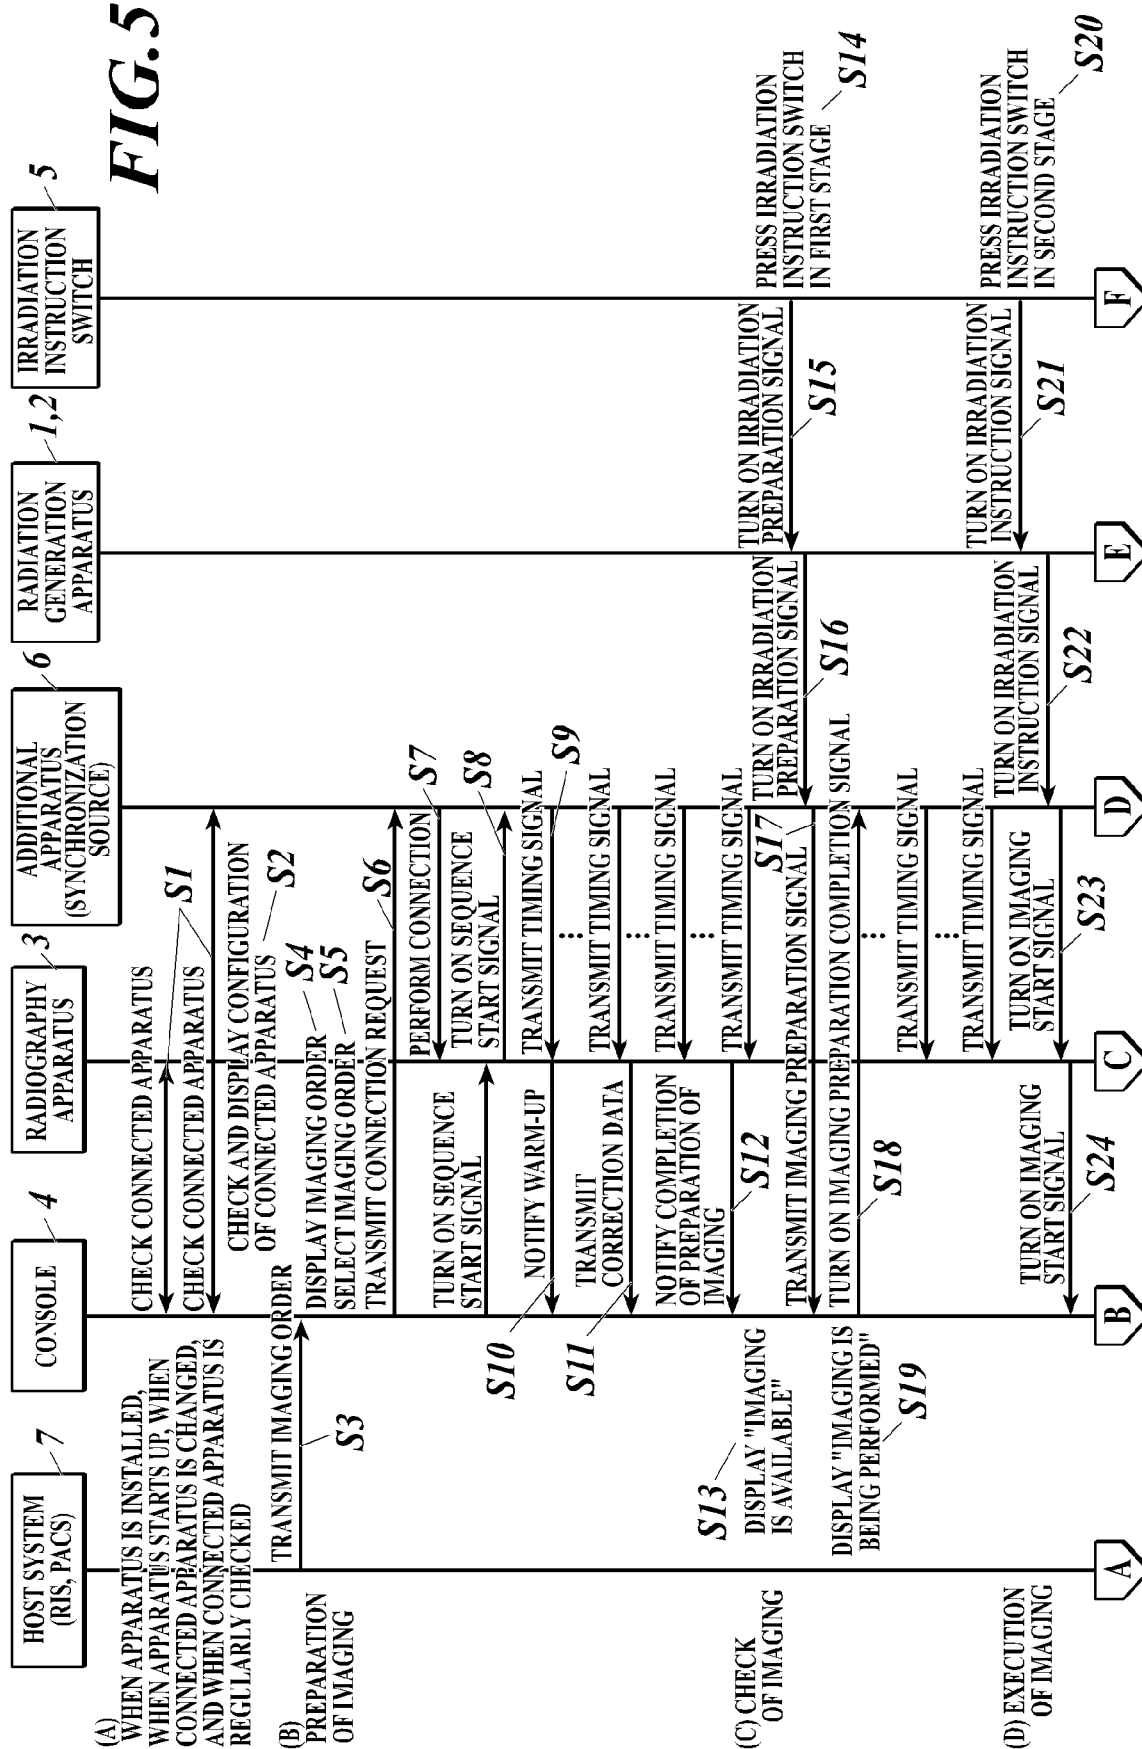 FIG.5
HOST SYSTEM
(RIS, PACS)
7
CONSOLE
4
RADIOGRAPHY
APPARATUS
3
ADDITIONAL
APPARATUS
(SYNCHRONIZATION
SOURCE)
6
RADIATION
GENERATION
APPARATUS
1,2
IRRADIATION
INSTRUCTION
SWITCH
5
(A)
WHEN APPARATUS IS INSTALLED,
WHEN APPARATUS STARTS UP, WHEN
CONNECTED APPARATUS IS CHANGED,
AND WHEN CONNECTED APPARATUS IS
REGULARLY CHECKED
CHECK CONNECTED APPARATUS
CHECK CONNECTED APPARATUS
S1
CHECK AND DISPLAY CONFIGURATION
OF CONNECTED APPARATUS
S2
(B)
PREPARATION
OF IMAGING
TRANSMIT IMAGING ORDER
S3
DISPLAY IMAGING ORDER
S4
SELECT IMAGING ORDER
S5
TRANSMIT CONNECTION REQUEST
S6
PERFORM CONNECTION
S7
TURN ON SEQUENCE
START SIGNAL
TURN ON SEQUENCE
START SIGNAL
S8
TRANSMIT TIMING SIGNAL
S9
NOTIFY WARM-UP
S10
...
TRANSMIT TIMING SIGNAL
TRANSMIT
CORRECTION DATA
S11
...
TRANSMIT TIMING SIGNAL
...
NOTIFY COMPLETION
OF PREPARATION OF
IMAGING
S12
TRANSMIT TIMING SIGNAL
(C) CHECK
OF IMAGING
S13
DISPLAY "IMAGING
IS AVAILABLE"
PRESS IRRADIATION
INSTRUCTION SWITCH
IN FIRST STAGE
S14
TURN ON IRRADIATION
PREPARATION SIGNAL
S15
TURN ON IRRADIATION
PREPARATION SIGNAL
S16
TRANSMIT IMAGING PREPARATION SIGNAL
S17
TURN ON IMAGING PREPARATION COMPLETION SIGNAL
S18
DISPLAY "IMAGING IS
BEING PERFORMED"
S19
...
TRANSMIT TIMING SIGNAL
...
TRANSMIT TIMING SIGNAL
(D) EXECUTION
OF IMAGING
PRESS IRRADIATION
INSTRUCTION SWITCH
IN SECOND STAGE
S20
TURN ON IRRADIATION
INSTRUCTION SIGNAL
S21
TURN ON IRRADIATION
INSTRUCTION SIGNAL
S22
TURN ON IMAGING
START SIGNAL
S23
TURN ON IMAGING
START SIGNAL
S24
A
B
C
D
E
F